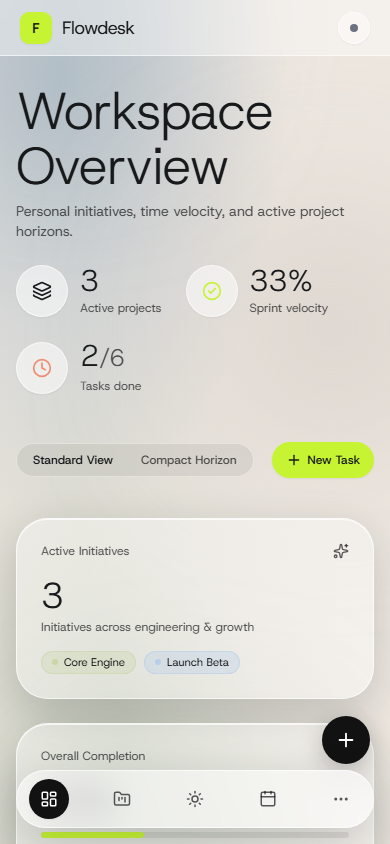 F Flowdesk
Workspace
Overview
Personal initiatives, time velocity, and active project
horizons.
3
Active projects
33%
Sprint velocity
2/6
Tasks done
Standard View Compact Horizon + New Task
Active Initiatives
3
Initiatives across engineering & growth
Core Engine Launch Beta
Overall Completion